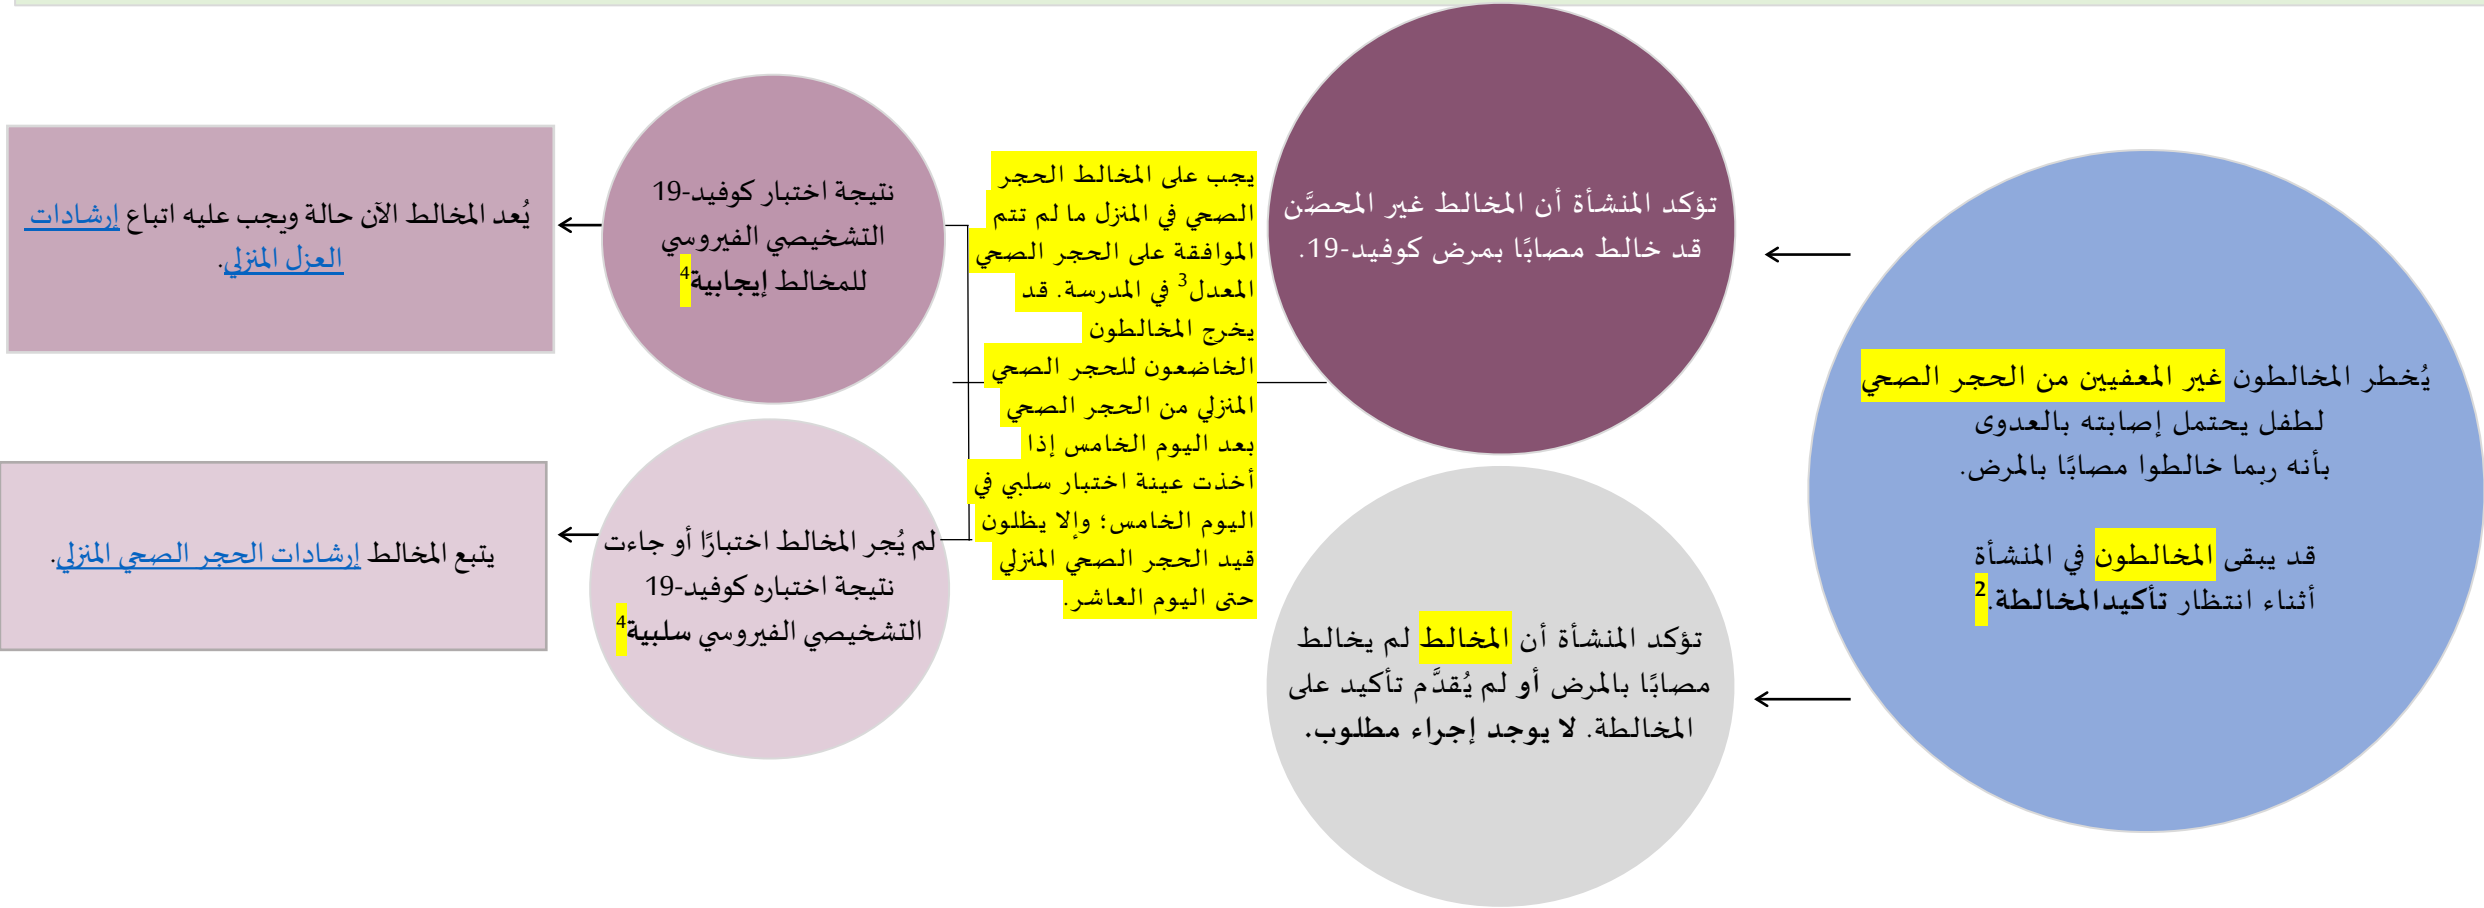 يُخطر المخالطون غير المعفيين من الحجر الصحي
لطفل يحتمل إصابته بالعدوى
بأنه ربما خالطوا مصابًا بالمرض.
قد يبقى المخالطون في المنشأة
أثناء انتظار تأكيدالمخالطة.2
تؤكد المنشأة أن المخالط غير المحصَّن
قد خالط مصابًا بمرض كوفيد-19.
تؤكد المنشأة أن المخالط لم يخالط
مصابًا بالمرض أو لم يُقدَّم تأكيد على
المخالطة. لا يوجد إجراء مطلوب.
يجب على المخالط الحجر
الصحي في المنزل ما لم تتم
الموافقة على الحجر الصحي
المعدل3 في المدرسة. قد
يخرج المخالطون
الخاضعون للحجر الصحي
المنزلي من الحجر الصحي
بعد اليوم الخامس إذا
أخذت عينة اختبار سلبي في
اليوم الخامس؛ وإلا يظلون
قيد الحجر الصحي المنزلي
حتى اليوم العاشر.
نتيجة اختبار كوفيد-19
التشخيصي الفيروسي
للمخالط إيجابية4
لم يُجر المخالط اختبارًا أو جاءت
نتيجة اختباره كوفيد-19
التشخيصي الفيروسي سلبية4
يُعد المخالط الآن حالة ويجب عليه اتباع إرشادات
العزل المنزلي.
يتبع المخالط إرشادات الحجر الصحي المنزلي.